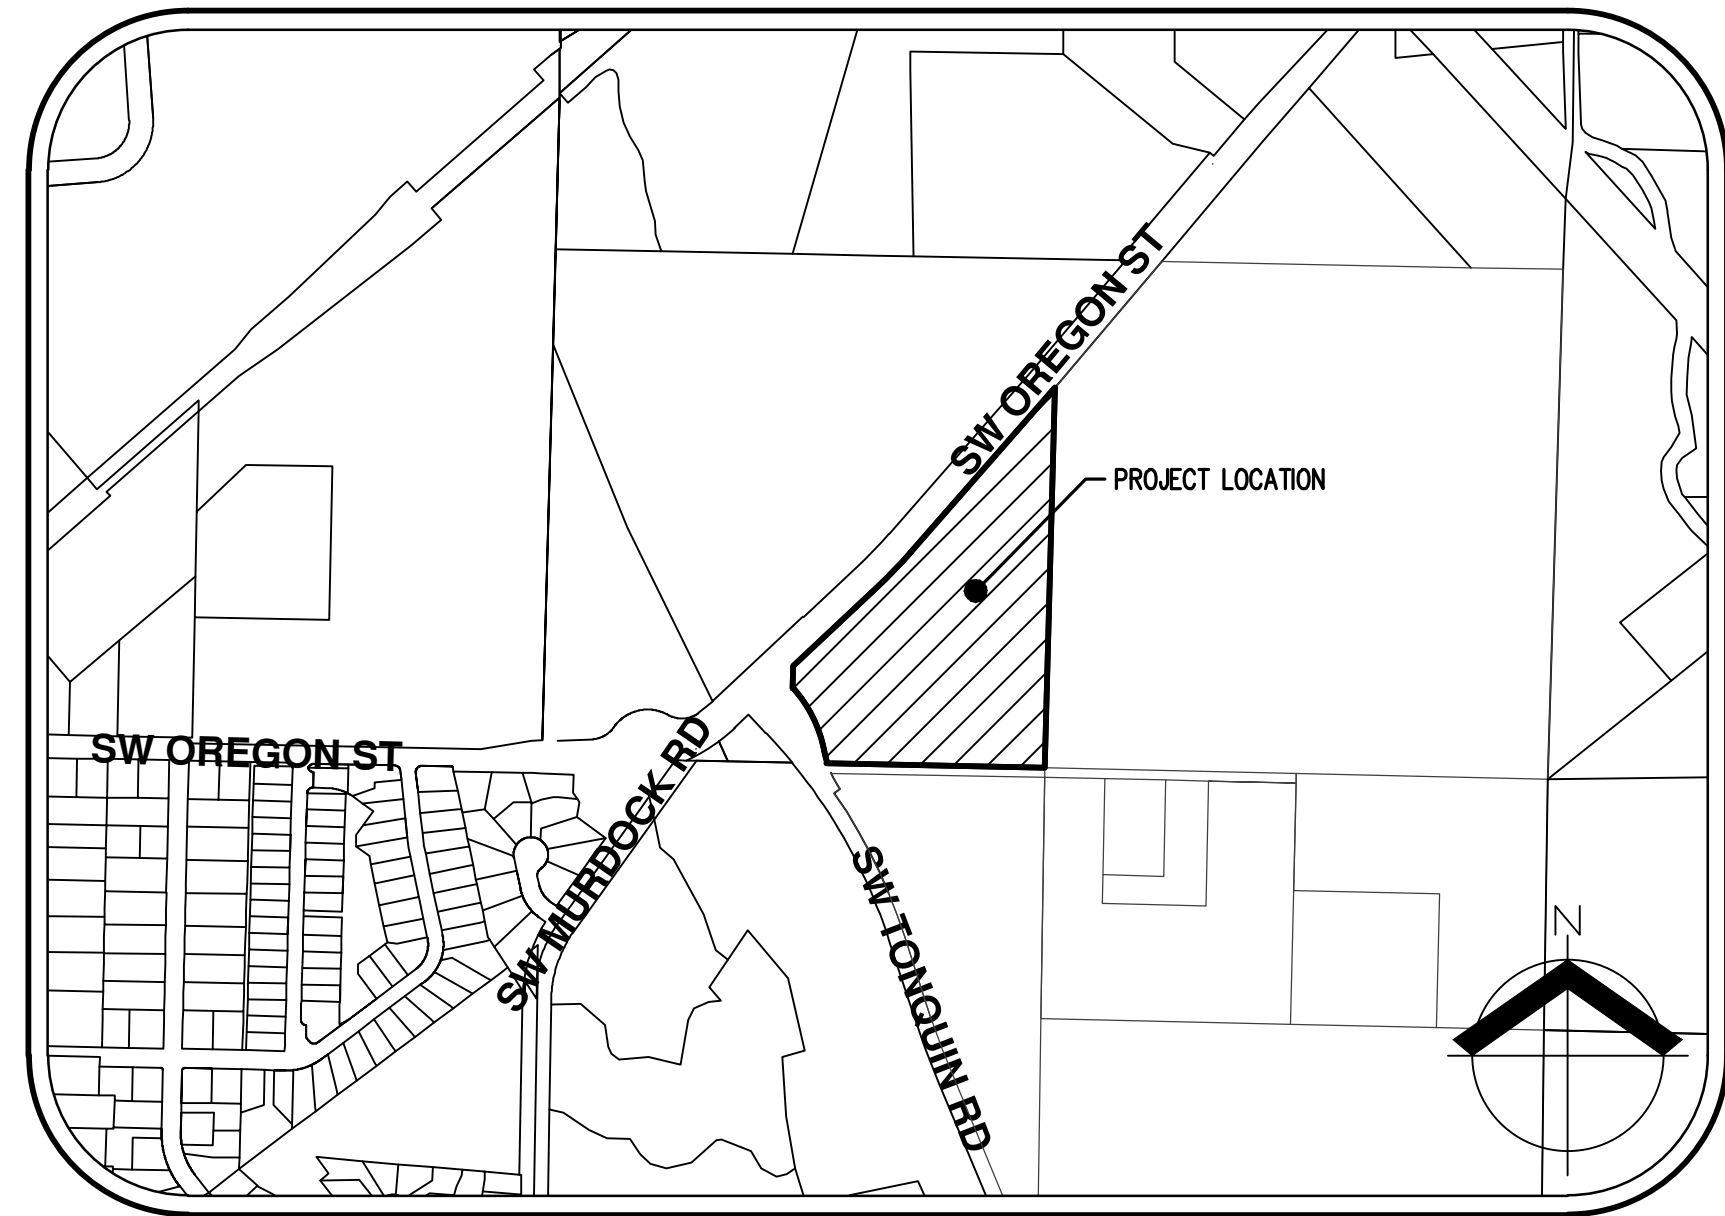 SW OREGON ST
PROJECT LOCATION
SW OREGON ST
SW MURDOCK RD
SW TONQUIN RD
N